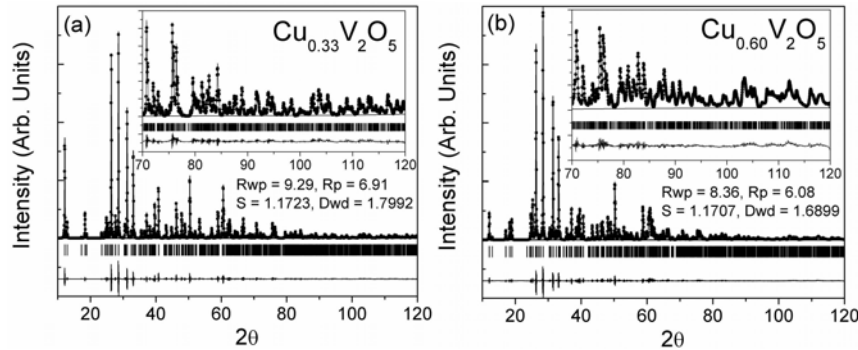 (a)
Cu0.33V2O5
Intensity (Arb. Units)
70 80 90 100 110 120
Rwp = 9.29, Rp = 6.91
S = 1.1723, Dwd = 1.7992
20 40 60 80 100 120
2θ
(b)
Cu0.60V2O5
Intensity (Arb. Units)
70 80 90 100 110 120
Rwp = 8.36, Rp = 6.08
S = 1.1707, Dwd = 1.6899
20 40 60 80 100 120
2θ